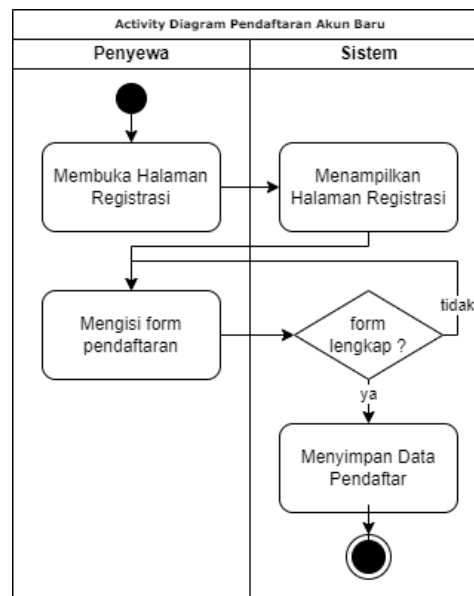 Activity Diagram Pendaftaran Akun Baru
Penyewa
Sistem
Membuka Halaman
Registrasi
Menampilkan
Halaman Registrasi
Mengisi form
pendaftaran
form
lengkap ?
tidak
ya
Menyimpan Data
Pendaftar